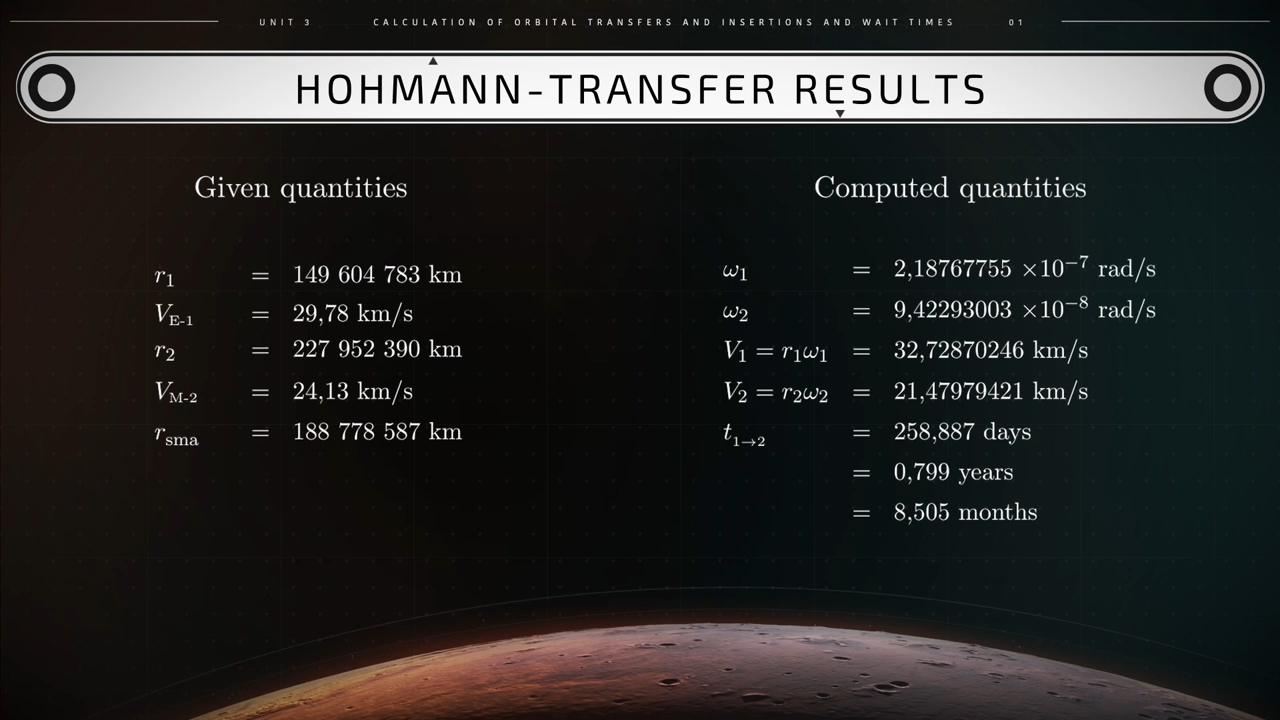 UNIT 3 CALCULATION OF ORBITAL TRANSFERS AND INSERTIONS AND WAIT TIMES 01
HOHMANN-TRANSFER RESULTS
Given quantities
r₁ = 149 604 783 km
V_E-1 = 29,78 km/s
r₂ = 227 952 390 km
V_M-2 = 24,13 km/s
r_sma = 188 778 587 km
Computed quantities
ω₁ = 2,18767755 ×10⁻⁷ rad/s
ω₂ = 9,42293003 ×10⁻⁸ rad/s
V₁ = r₁ω₁ = 32,72870246 km/s
V₂ = r₂ω₂ = 21,47979421 km/s
t₁→₂ = 258,887 days
= 0,799 years
= 8,505 months